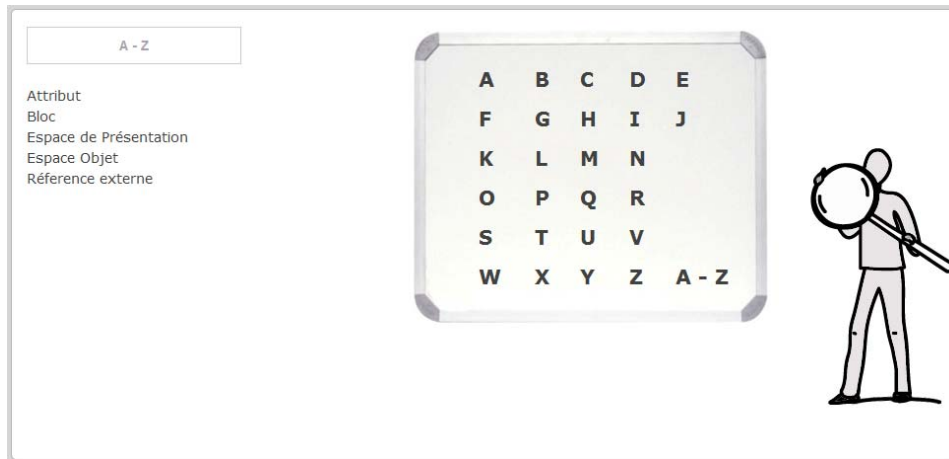 A - Z
Attribut
Bloc
Espace de Présentation
Espace Objet
Réference externe
A B C D E
F G H I J
K L M N
O P Q R
S T U V
W X Y Z A - Z